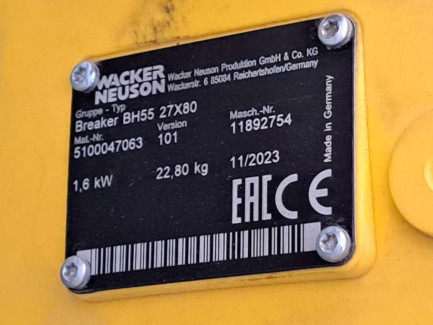 WACKER NEUSON
Wacker Neuson Produktion GmbH & Co. KG
Wackerstr. 6 85084 Reichertshofen/Germany
Gruppe - Typ
Breaker BH55 27X80
Mat.-Nr. Version Masch.-Nr.
5100047063 101 11892754
1,6 kW 22,80 kg 11/2023
Made in Germany
EAC CE